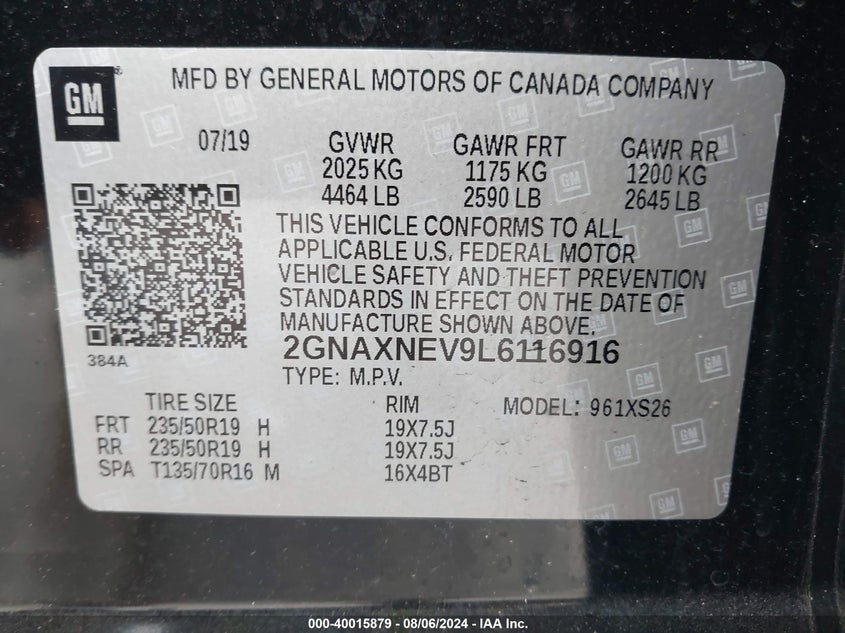 GM
MFD BY GENERAL MOTORS OF CANADA COMPANY
07/19 GVWR GAWR FRT GAWR RR
2025 KG 1175 KG 1200 KG
4464 LB 2590 LB 2645 LB
THIS VEHICLE CONFORMS TO ALL
APPLICABLE U.S. FEDERAL MOTOR
VEHICLE SAFETY AND THEFT PREVENTION
STANDARDS IN EFFECT ON THE DATE OF
MANUFACTURE SHOWN ABOVE.
384A
2GNAXNEV9L6116916
TYPE: M.P.V.
TIRE SIZE RIM MODEL: 961XS26
FRT 235/50R19 H 19X7.5J
RR 235/50R19 H 19X7.5J
SPA T135/70R16 M 16X4BT
000-40015879 - 08/06/2024 - IAA Inc.